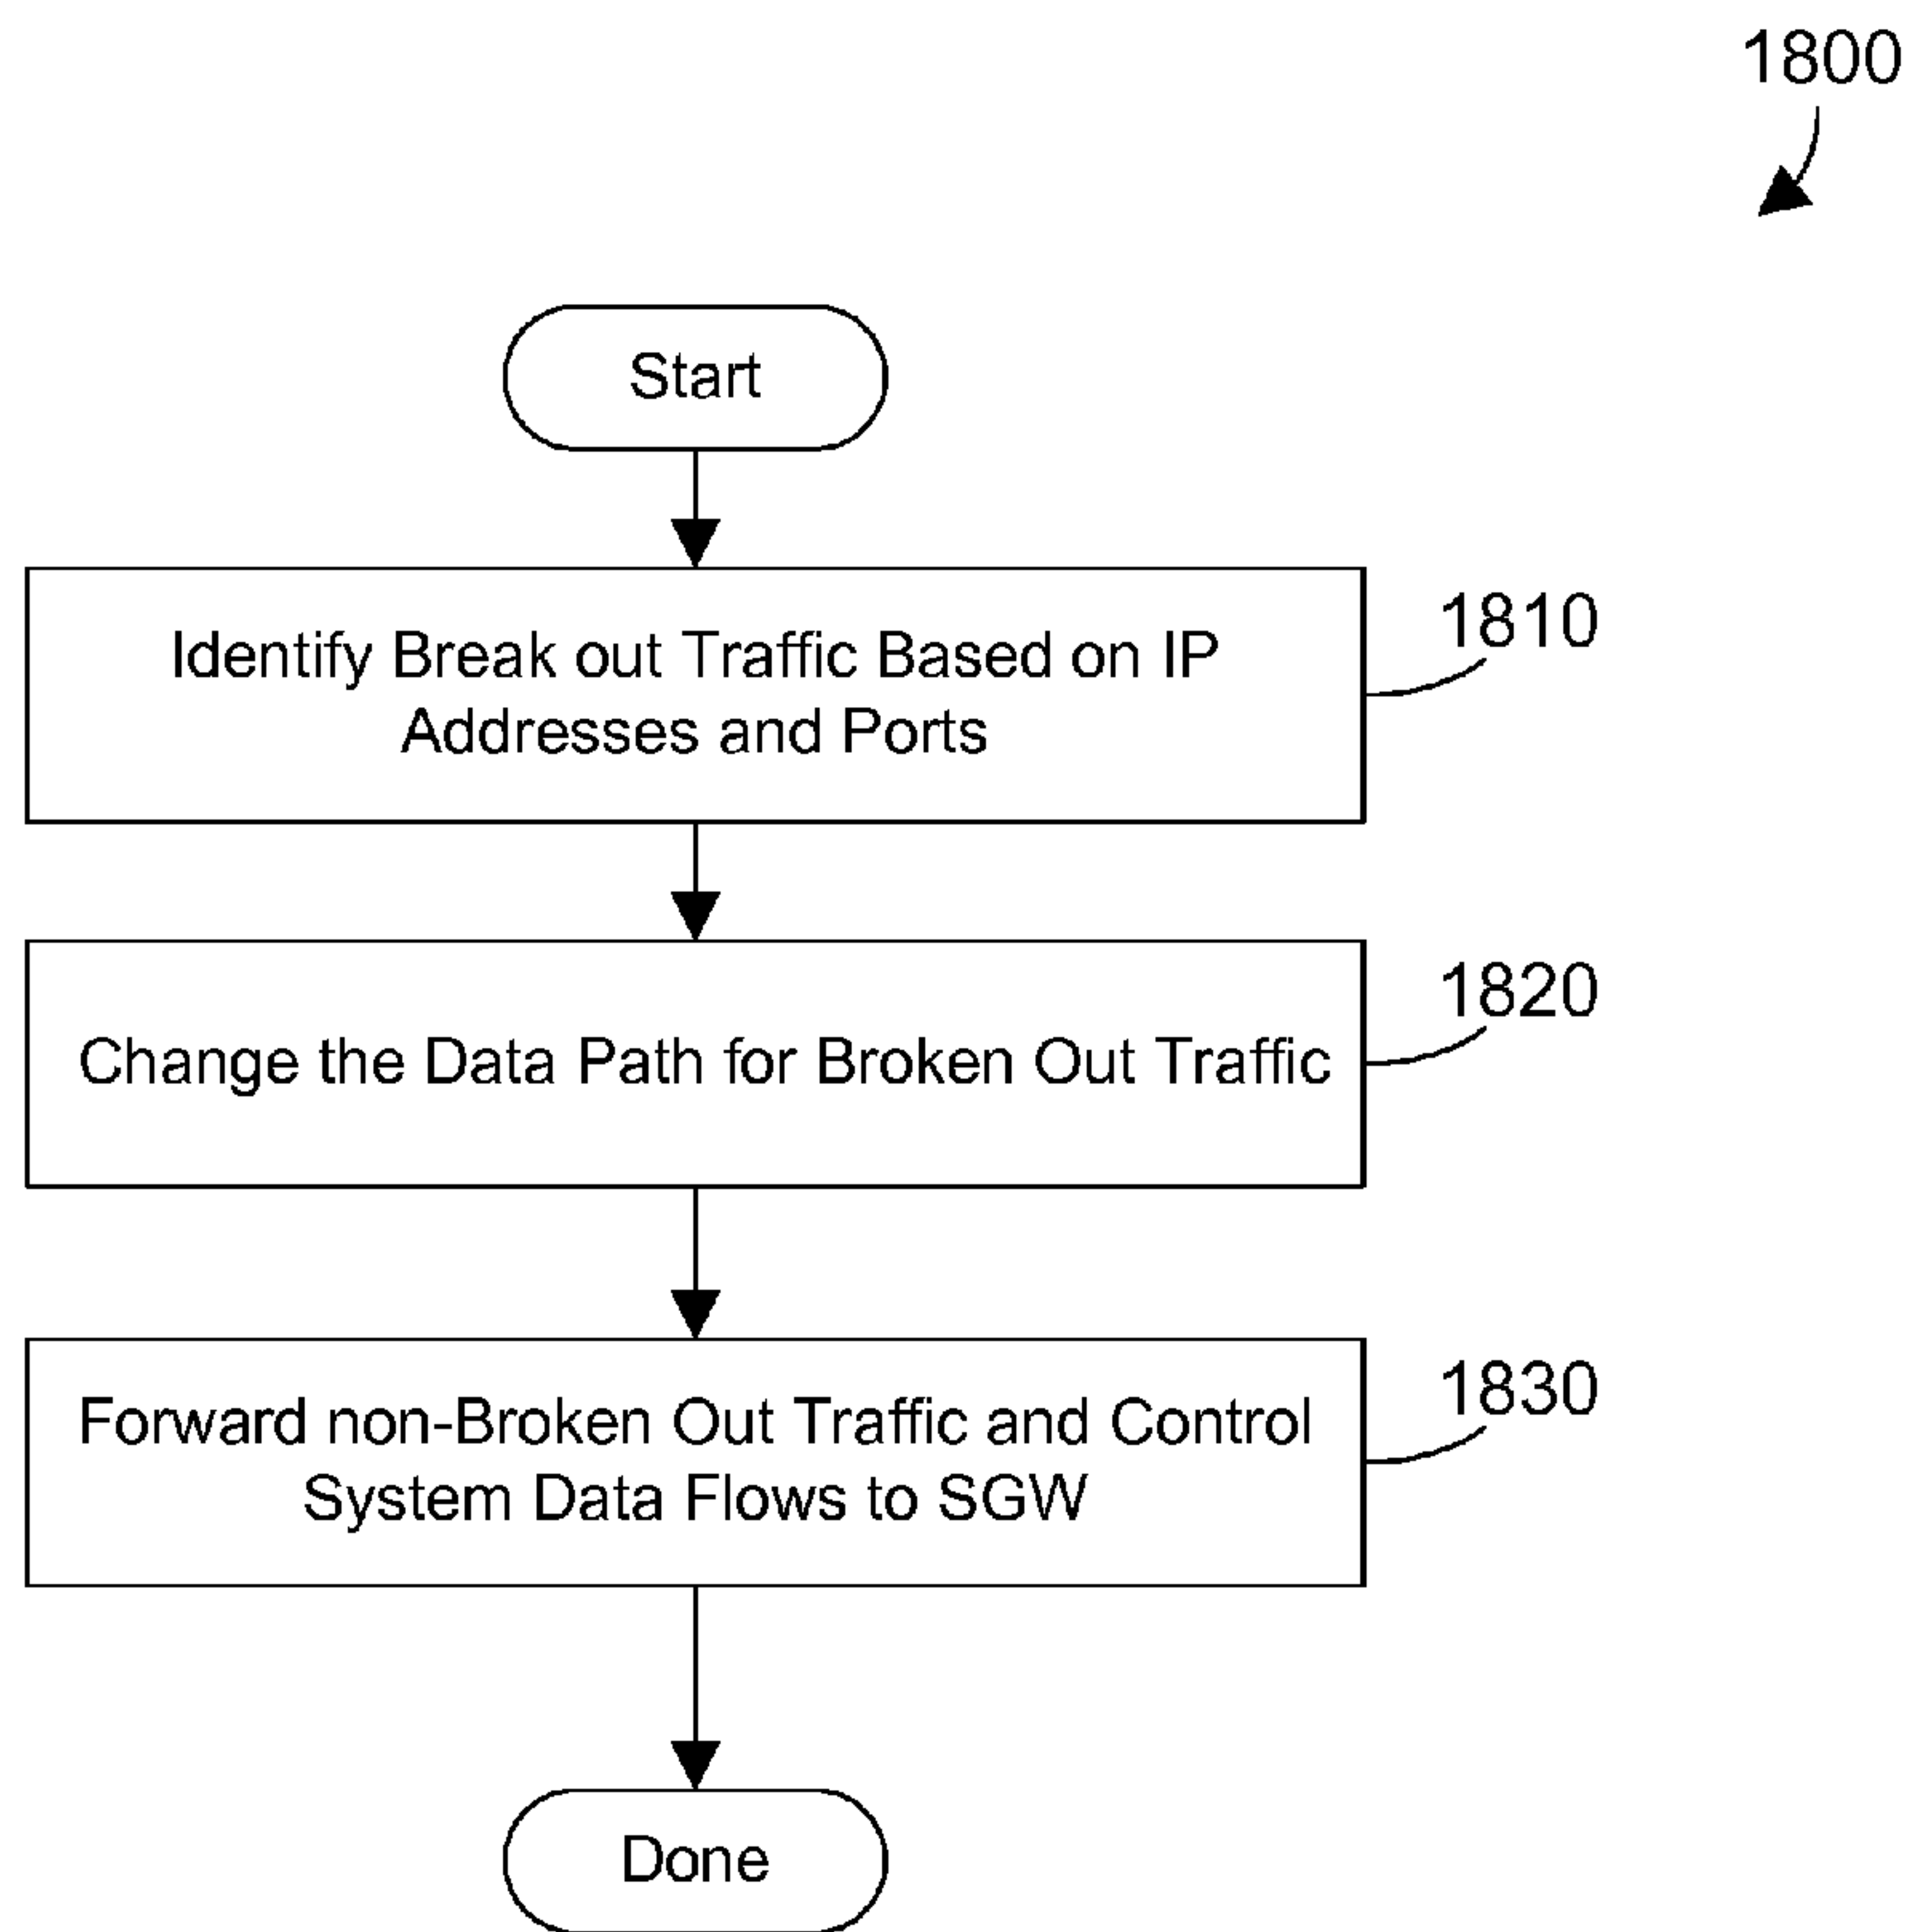 1800
Start
Identify Break out Traffic Based on IP
Addresses and Ports
1810
Change the Data Path for Broken Out Traffic
1820
Forward non-Broken Out Traffic and Control
System Data Flows to SGW
1830
Done